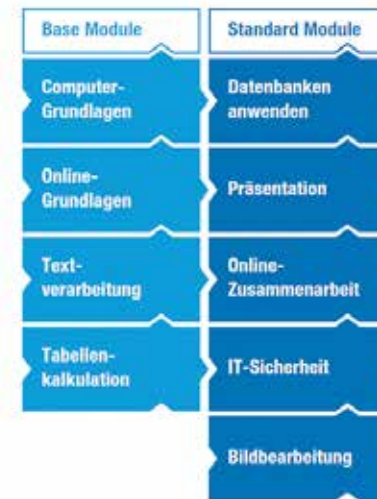 Base Module
Computer-
Grundlagen
Online-
Grundlagen
Text-
verarbeitung
Tabellen-
kalkulation
Standard Module
Datenbanken
anwenden
Präsentation
Online-
Zusammenarbeit
IT-Sicherheit
Bildbearbeitung